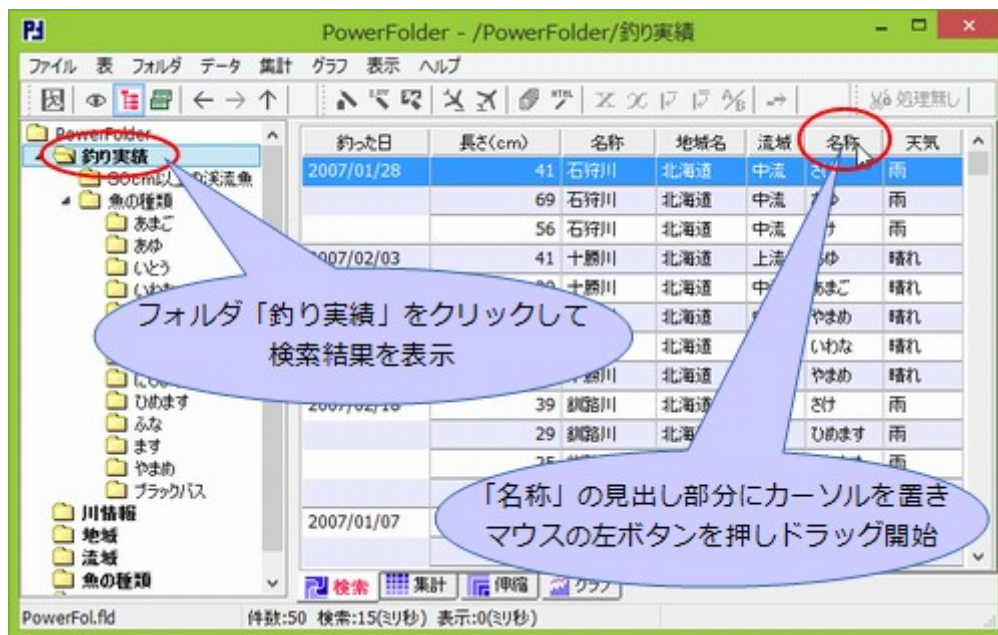 PowerFolder - /PowerFolder/釣り実績
ファイル 表 フォルダ データ 集計 グラフ 表示 ヘルプ
処理無し
PowerFolder
釣り実績
魚の種類
あまご
あゆ
いとう
ひめます
ふな
ます
やまめ
ブラックバス
川情報
地域
流域
魚の種類
釣った日 長さ(cm) 名称 地域名 流域 名称 天気
2007/01/28 41 石狩川 北海道 中流 雨
69 石狩川 北海道 中流 雨
56 石狩川 北海道 中流 雨
2007/02/03 41 十勝川 北海道 上流 晴れ
十勝川 北海道 あまご 晴れ
北海道 やまめ 晴れ
北海道 いわな 晴れ
北海道 やまめ 晴れ
39 釧路川 北海道 さけ 雨
29 釧路川 ひめます 雨
雨
2007/01/07
フォルダ「釣り実績」をクリックして
検索結果を表示
「名称」の見出し部分にカーソルを置き
マウスの左ボタンを押しドラッグ開始
検索 集計 伸縮 グラフ
PowerFol.fld 件数:50 検索:15(ミリ秒) 表示:0(ミリ秒)